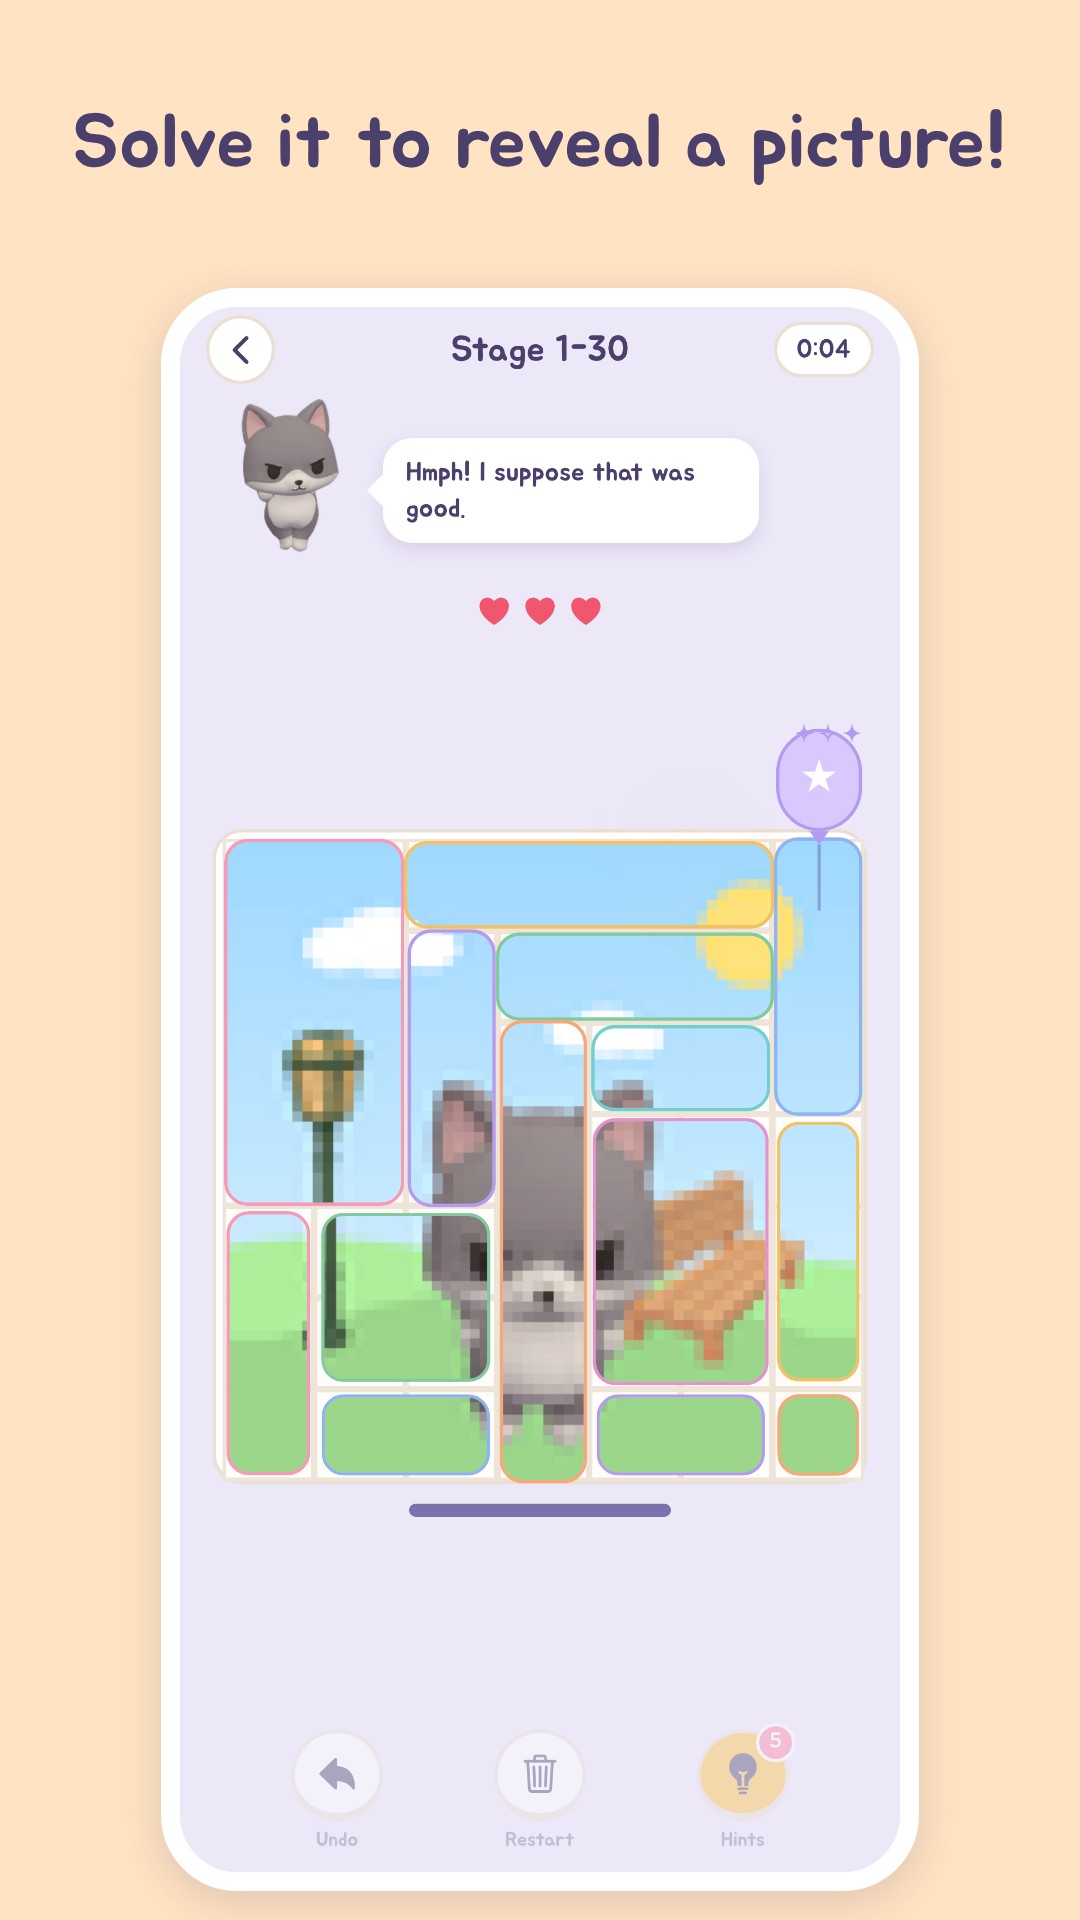 Solve it to reveal a picture!
Stage 1-30
0:04
Hmph! I suppose that was
good.
5
Undo
Restart
Hints